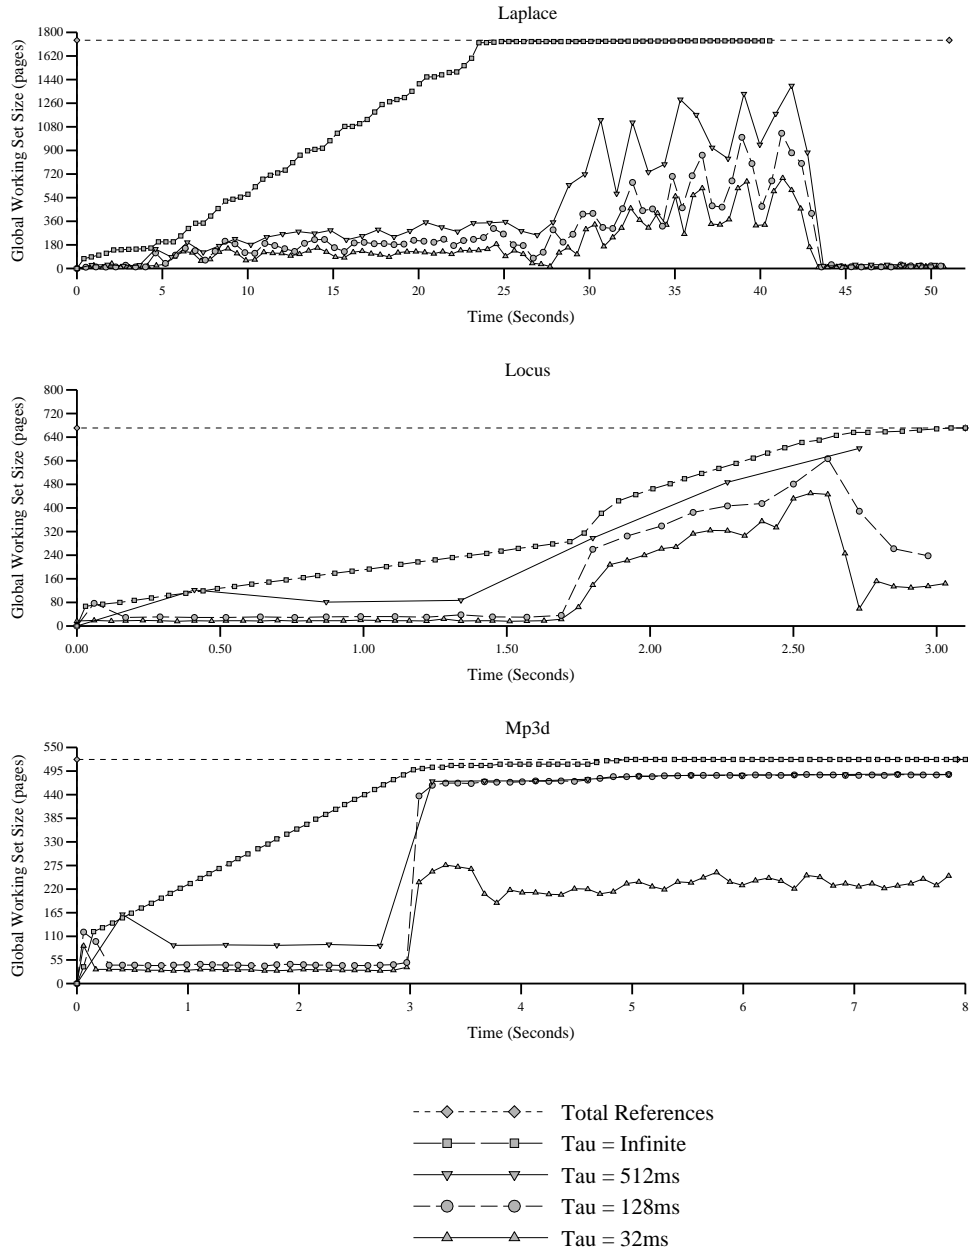 Laplace
Global Working Set Size (pages)
1800
1620
1440
1260
1080
900
720
540
360
180
0
0 5 10 15 20 25 30 35 40 45 50
Time (Seconds)
Locus
Global Working Set Size (pages)
800
720
640
560
480
400
320
240
160
80
0
0.00 0.50 1.00 1.50 2.00 2.50 3.00
Time (Seconds)
Mp3d
Global Working Set Size (pages)
550
495
440
385
330
275
220
165
110
55
0
0 1 2 3 4 5 6 7 8
Time (Seconds)
Total References
Tau = Infinite
Tau = 512ms
Tau = 128ms
Tau = 32ms